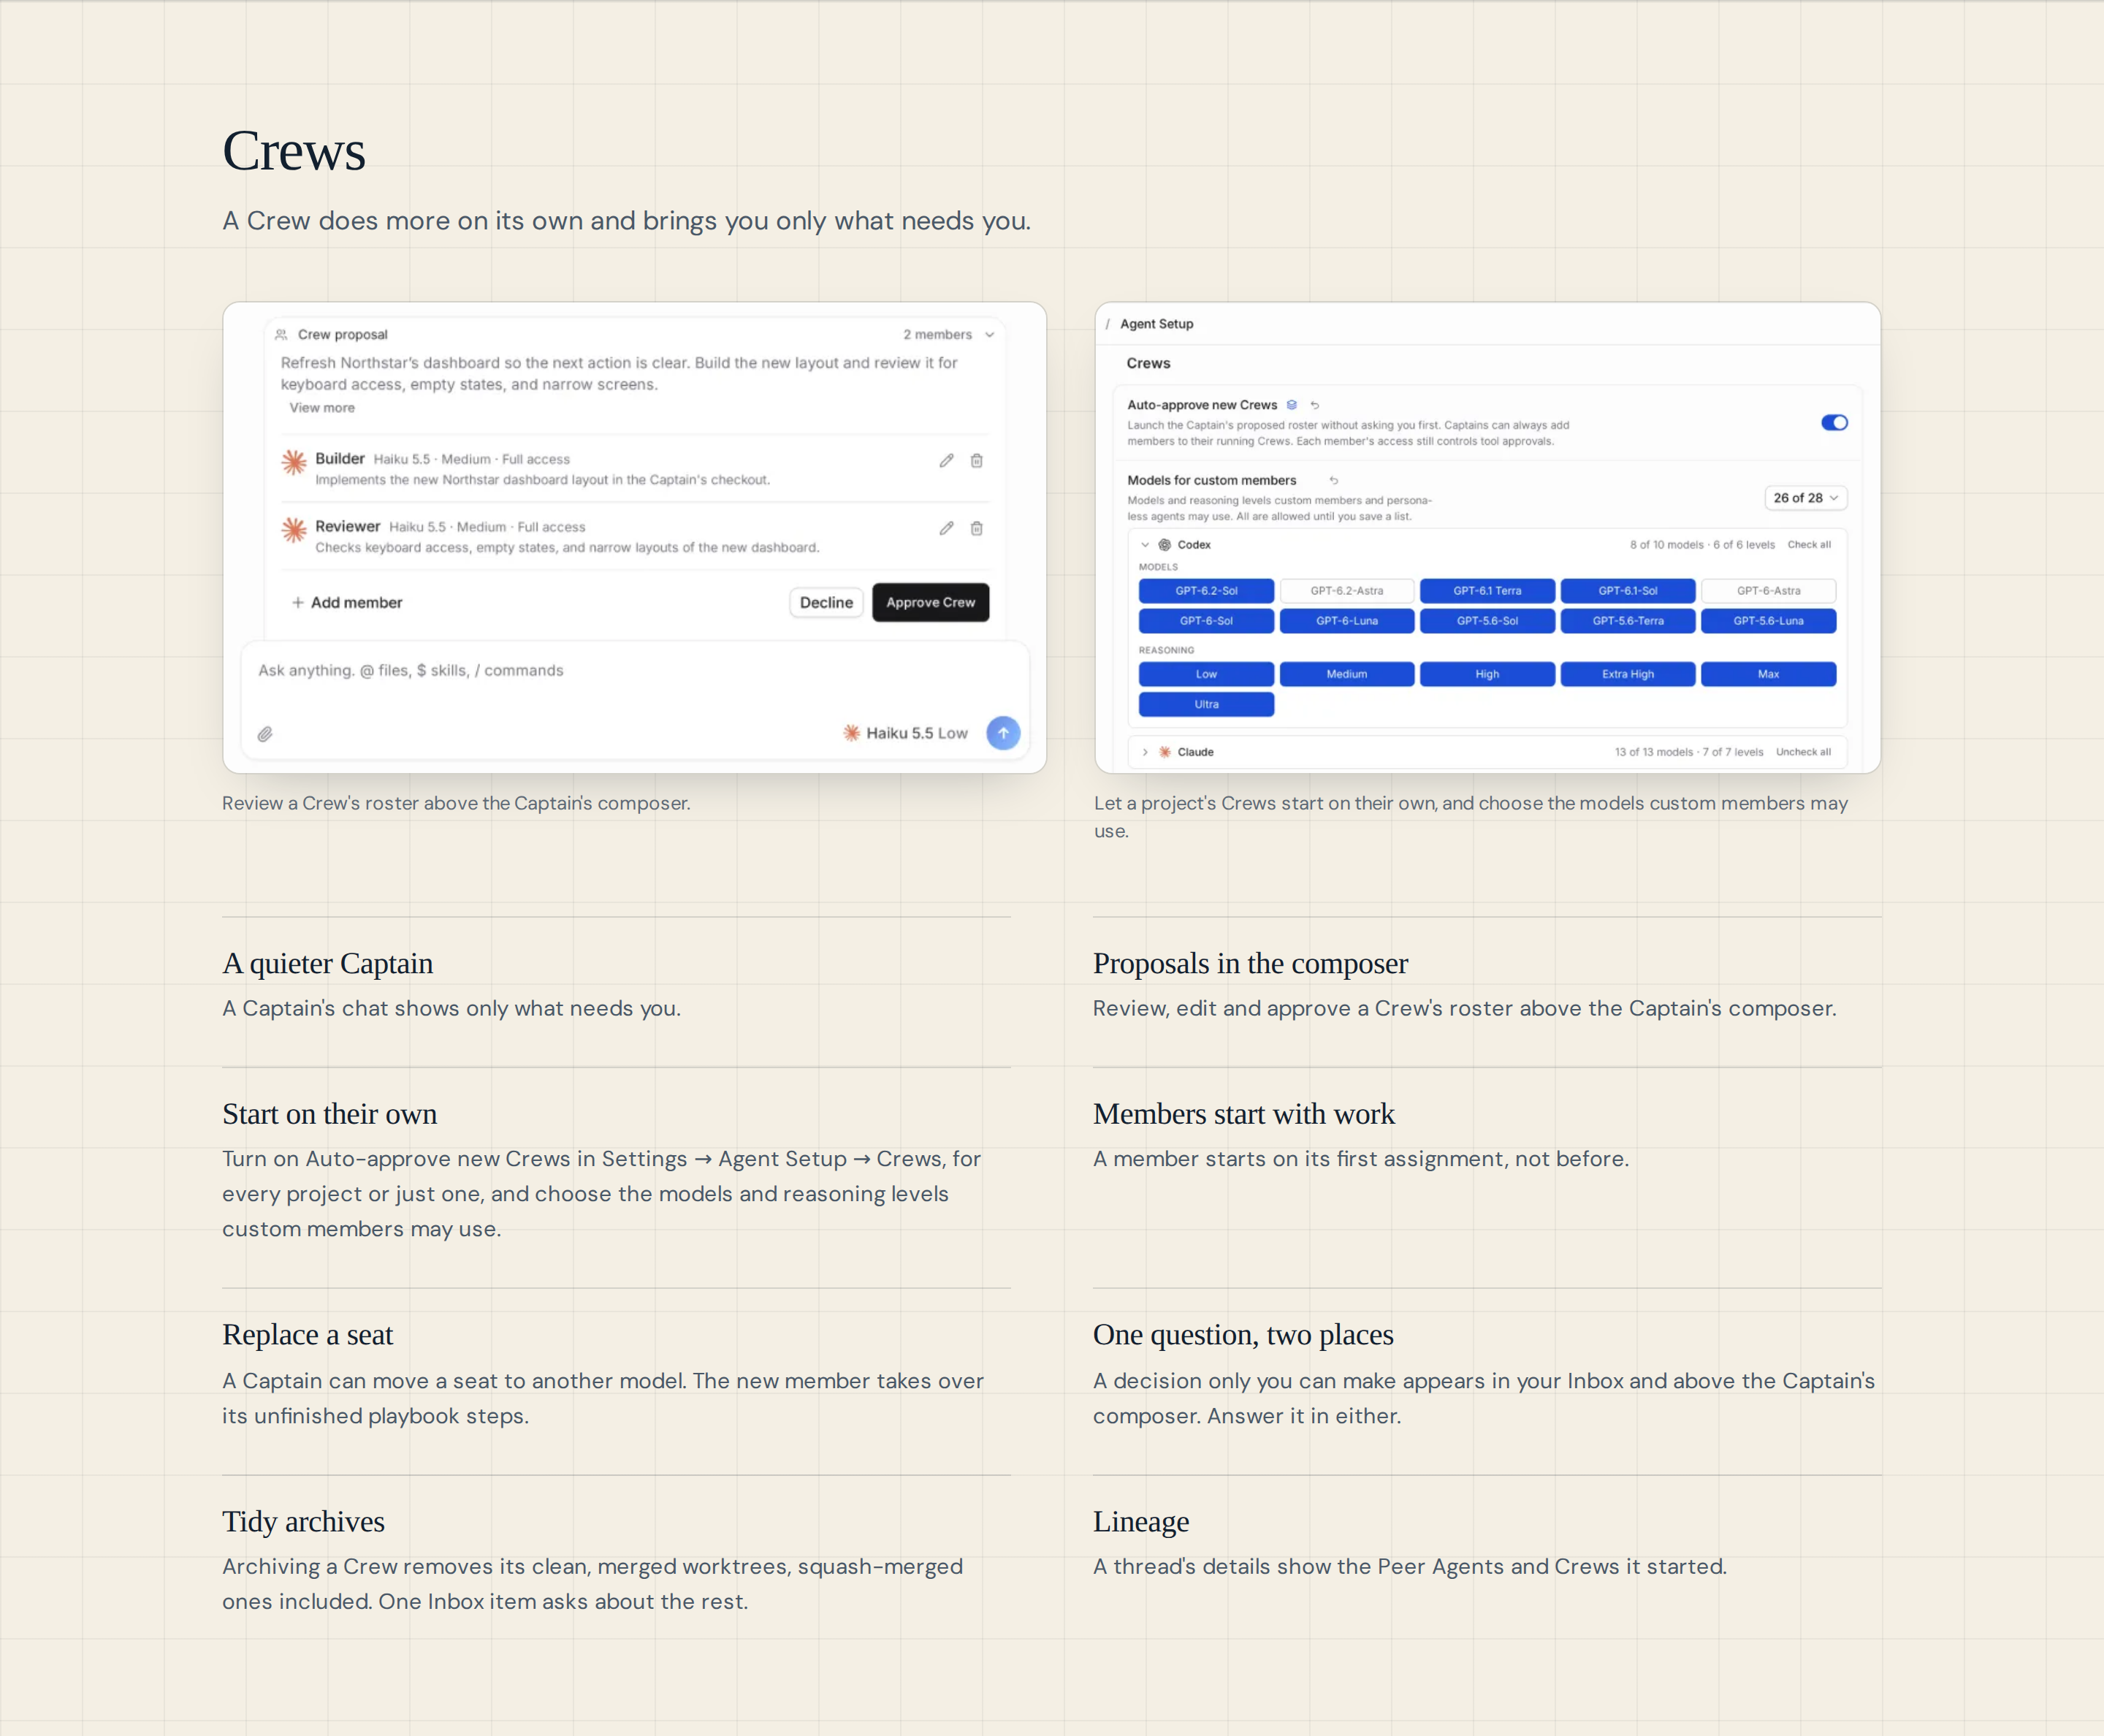 Crews
A Crew does more on its own and brings you only what needs you.
Crew proposal
2 members
Refresh Northstar's dashboard so the next action is clear. Build the new layout and review it for
keyboard access, empty states, and narrow screens.
View more
Builder Haiku 5.5 · Medium · Full access
Implements the new Northstar dashboard layout in the Captain's checkout.
Reviewer Haiku 5.5 · Medium · Full access
Checks keyboard access, empty states, and narrow layouts of the new dashboard.
+ Add member
Decline
Approve Crew
Ask anything. @ files, $ skills, / commands
Haiku 5.5 Low
Review a Crew's roster above the Captain's composer.
/ Agent Setup
Crews
Auto-approve new Crews
Launch the Captain's proposed roster without asking you first. Captains can always add
members to their running Crews. Each member's access still controls tool approvals.
Models for custom members
Models and reasoning levels custom members and persona-
less agents may use. All are allowed until you save a list.
26 of 28
Codex
8 of 10 models · 6 of 6 levels Check all
MODELS
GPT-6.2-Sol GPT-6.2-Astra GPT-6.1 Terra GPT-6.1-Sol GPT-6-Astra
GPT-6-Sol GPT-6-Luna GPT-5.6-Sol GPT-5.6-Terra GPT-5.6-Luna
REASONING
Low Medium High Extra High Max
Ultra
Claude
13 of 13 models · 7 of 7 levels Uncheck all
Let a project's Crews start on their own, and choose the models custom members may
use.
A quieter Captain
A Captain's chat shows only what needs you.
Proposals in the composer
Review, edit and approve a Crew's roster above the Captain's composer.
Start on their own
Turn on Auto-approve new Crews in Settings → Agent Setup → Crews, for
every project or just one, and choose the models and reasoning levels
custom members may use.
Members start with work
A member starts on its first assignment, not before.
Replace a seat
A Captain can move a seat to another model. The new member takes over
its unfinished playbook steps.
One question, two places
A decision only you can make appears in your Inbox and above the Captain's
composer. Answer it in either.
Tidy archives
Archiving a Crew removes its clean, merged worktrees, squash-merged
ones included. One Inbox item asks about the rest.
Lineage
A thread's details show the Peer Agents and Crews it started.